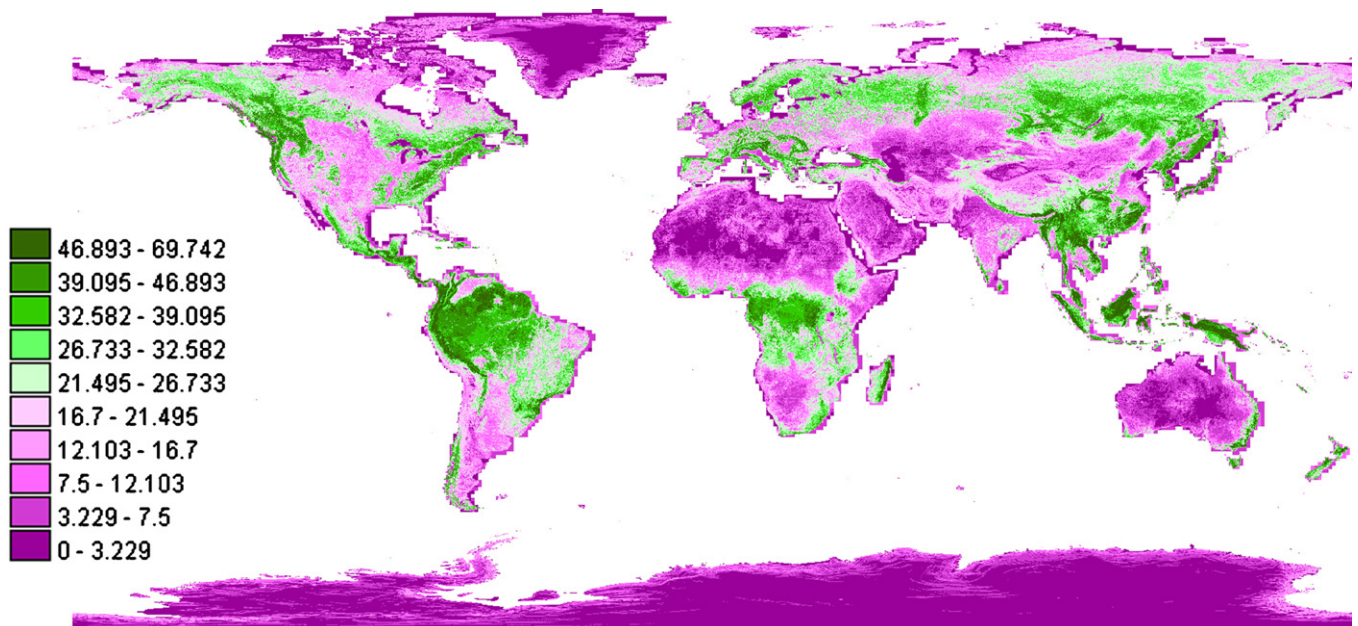 46.893 - 69.742
39.095 - 46.893
32.582 - 39.095
26.733 - 32.582
21.495 - 26.733
16.7 - 21.495
12.103 - 16.7
7.5 - 12.103
3.229 - 7.5
0 - 3.229